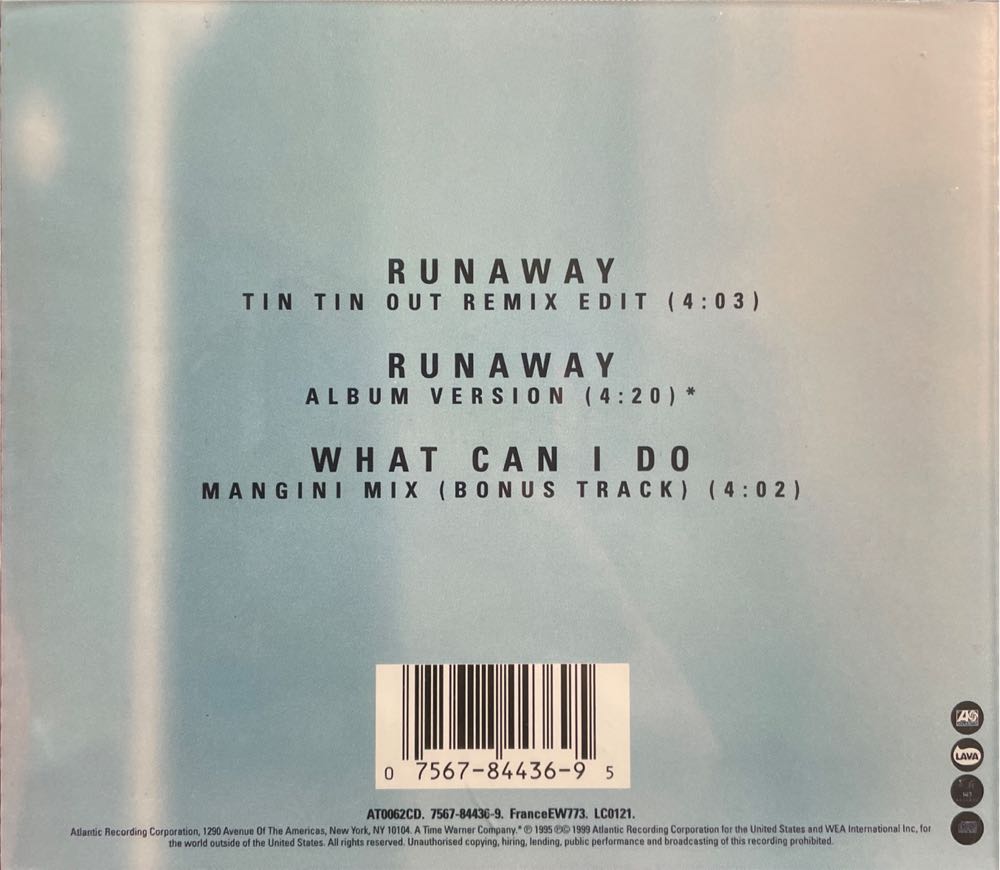 RUNAWAY
TIN TIN OUT REMIX EDIT (4:03)
RUNAWAY
ALBUM VERSION (4:20)*
WHAT CAN I DO
MANGINI MIX (BONUS TRACK) (4:02)
0 7567-84436-9 5
AT0062CD. 7567-84436-9. FranceEW773. LC0121.
Atlantic Recording Corporation, 1290 Avenue Of The Americas, New York, NY 10104. A Time Warner Company.* ℗ 1995 ℗© 1999 Atlantic Recording Corporation for the United States and WEA International Inc, for
the world outside of the United States. All rights reserved. Unauthorised copying, hiring, lending, public performance and broadcasting of this recording prohibited.
LAVA